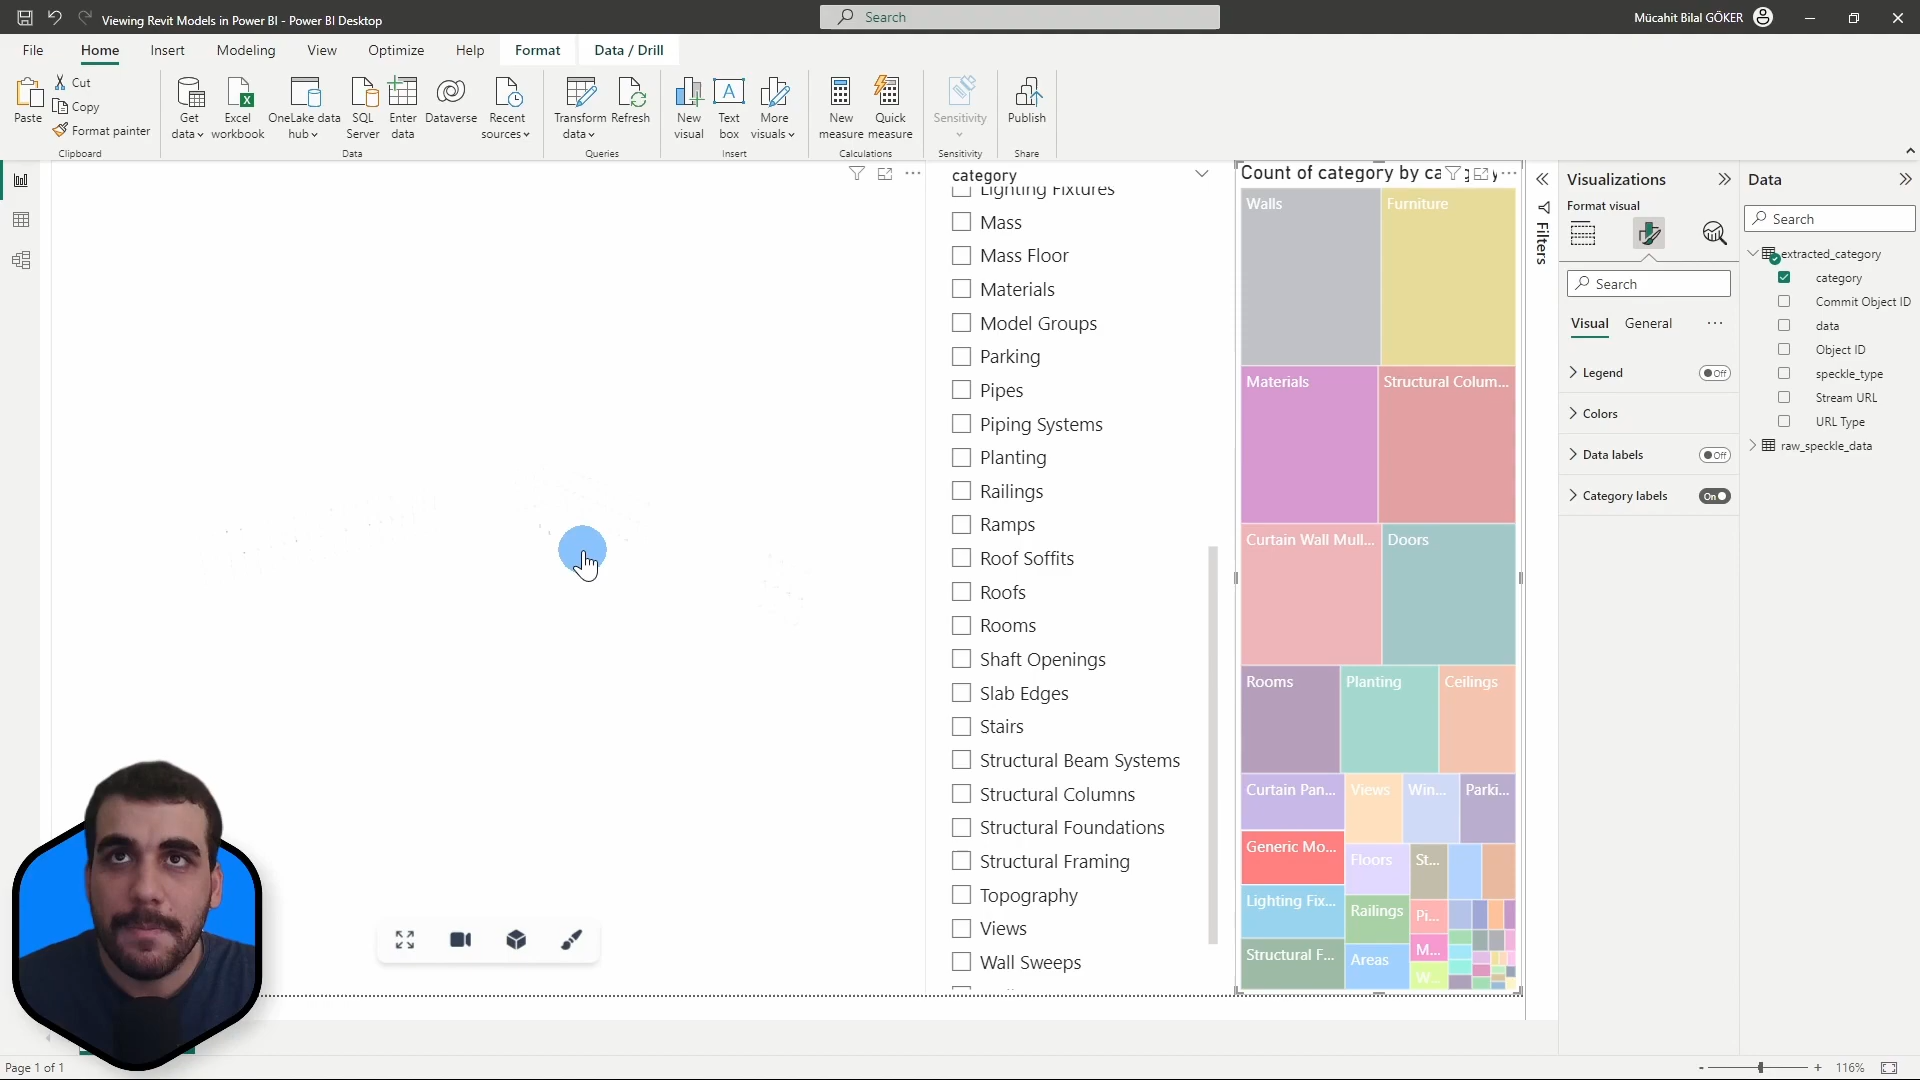 Viewing Revit Models in Power BI - Power BI Desktop
Search
Mücahit Bilal GÖKER
File
Home
Insert
Modeling
View
Optimize
Help
Format
Data / Drill
Paste
Cut
Copy
Format painter
Clipboard
Get data
Excel workbook
OneLake data hub
SQL Server
Enter data
Dataverse
Recent sources
Data
Transform data
Refresh
Queries
New visual
Text box
More visuals
Insert
New measure
Quick measure
Calculations
Sensitivity
Sensitivity
Publish
Share
category
Lighting Fixtures
Mass
Mass Floor
Materials
Model Groups
Parking
Pipes
Piping Systems
Planting
Railings
Ramps
Roof Soffits
Roofs
Rooms
Shaft Openings
Slab Edges
Stairs
Structural Beam Systems
Structural Columns
Structural Foundations
Structural Framing
Topography
Views
Wall Sweeps
Count of category by ca
Walls
Furniture
Materials
Structural Colum...
Curtain Wall Mull...
Doors
Rooms
Planting
Ceilings
Curtain Pan...
Views
Win...
Parki...
Generic Mo...
Floors
St...
Lighting Fix...
Railings
Pi...
M...
Structural F...
Areas
W...
Filters
Visualizations
Format visual
Search
Visual
General
Legend
Off
Colors
Data labels
Off
Category labels
On
Data
Search
extracted_category
category
Commit Object ID
data
Object ID
speckle_type
Stream URL
URL Type
raw_speckle_data
Page 1 of 1
116%